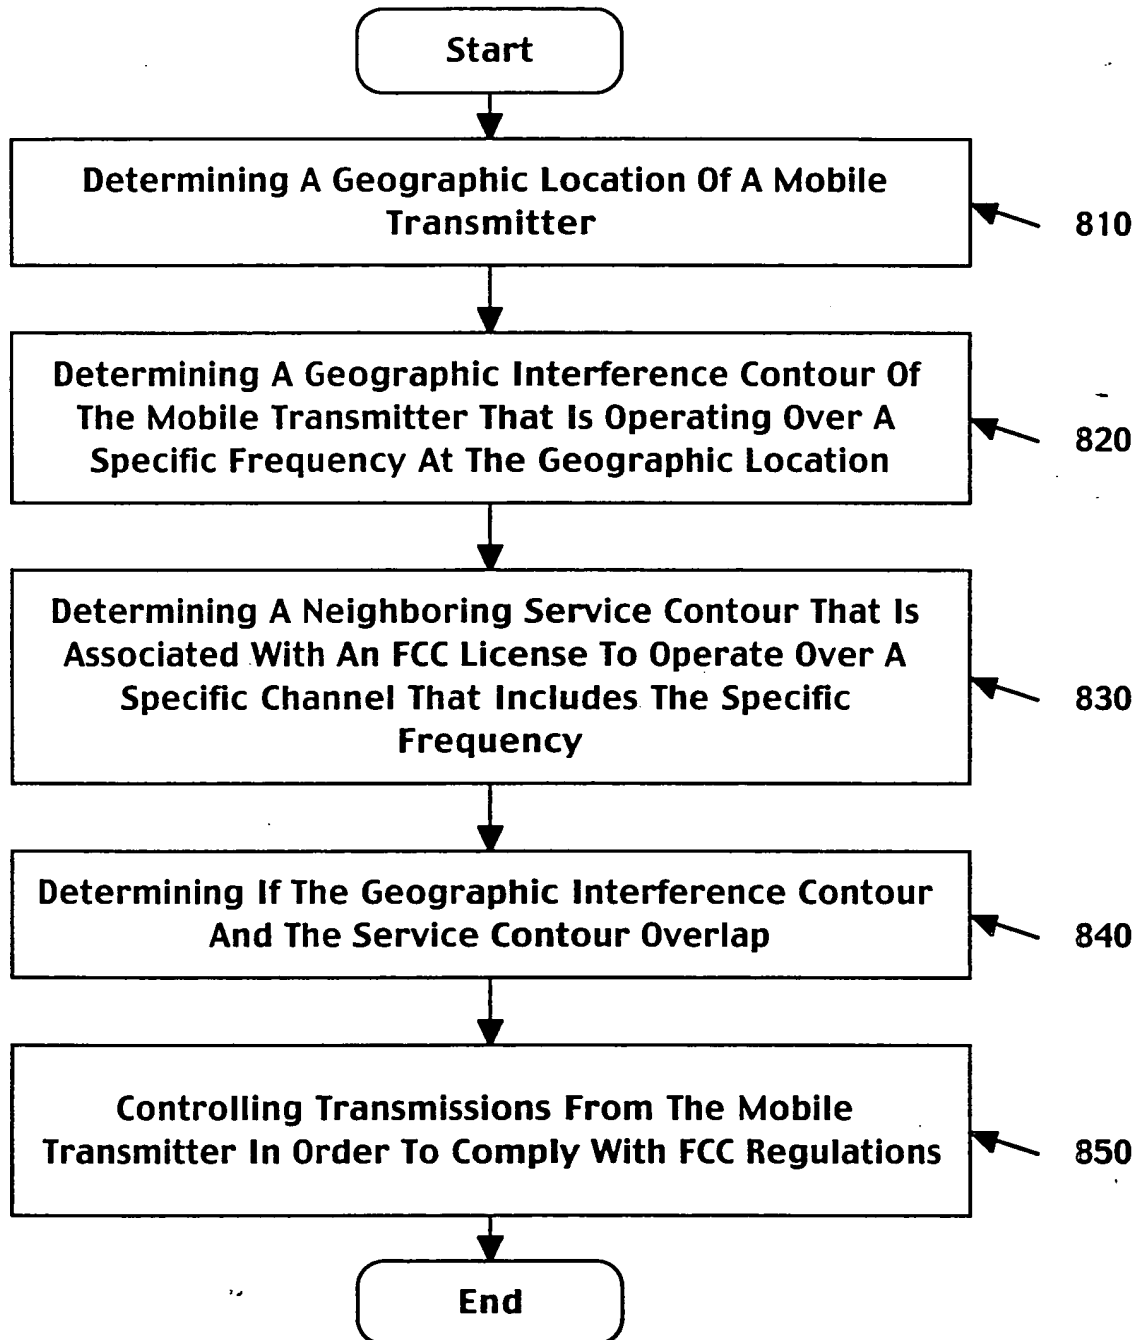 Start
Determining A Geographic Location Of A Mobile
Transmitter
810
Determining A Geographic Interference Contour Of
The Mobile Transmitter That Is Operating Over A
Specific Frequency At The Geographic Location
820
Determining A Neighboring Service Contour That Is
Associated With An FCC License To Operate Over A
Specific Channel That Includes The Specific
Frequency
830
Determining If The Geographic Interference Contour
And The Service Contour Overlap
840
Controlling Transmissions From The Mobile
Transmitter In Order To Comply With FCC Regulations
850
End